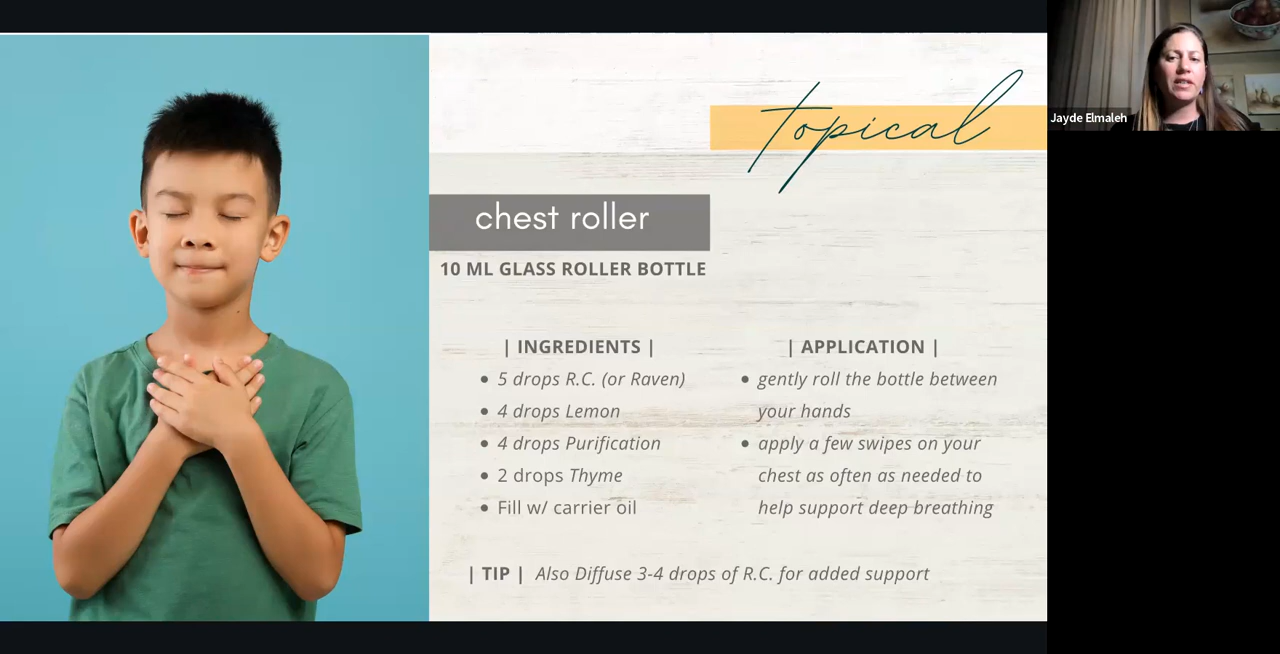 topical
chest roller
10 ML GLASS ROLLER BOTTLE
| INGREDIENTS |
• 5 drops R.C. (or Raven)
• 4 drops Lemon
• 4 drops Purification
• 2 drops Thyme
• Fill w/ carrier oil
| APPLICATION |
• gently roll the bottle between
your hands
• apply a few swipes on your
chest as often as needed to
help support deep breathing
| TIP | Also Diffuse 3-4 drops of R.C. for added support
Jayde Elmaleh